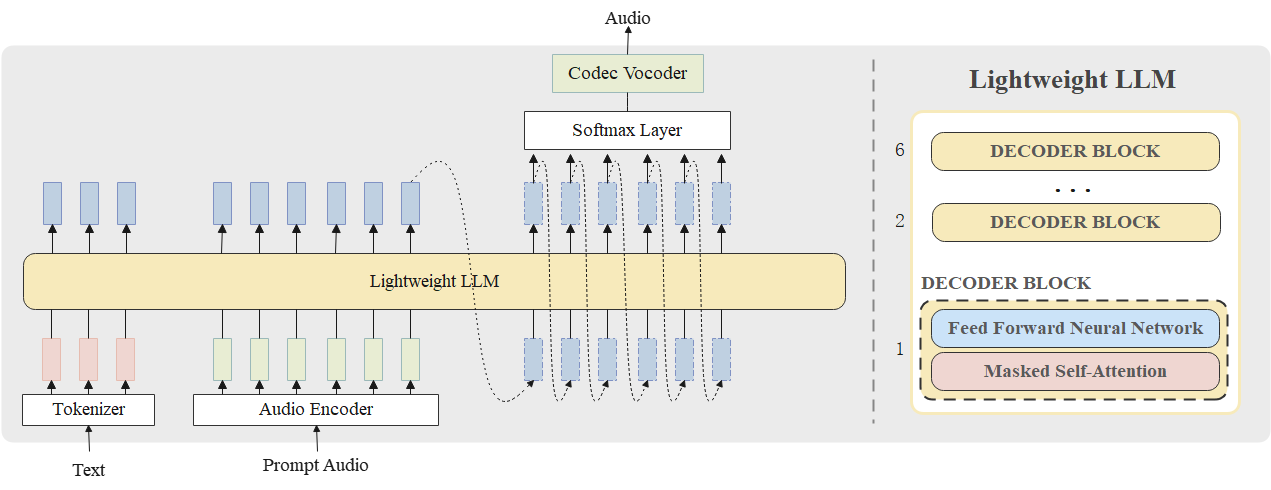 Audio
Codec Vocoder
Softmax Layer
Lightweight LLM
Tokenizer
Audio Encoder
Text
Prompt Audio
Lightweight LLM
6
DECODER BLOCK
...
2
DECODER BLOCK
DECODER BLOCK
1
Feed Forward Neural Network
Masked Self-Attention